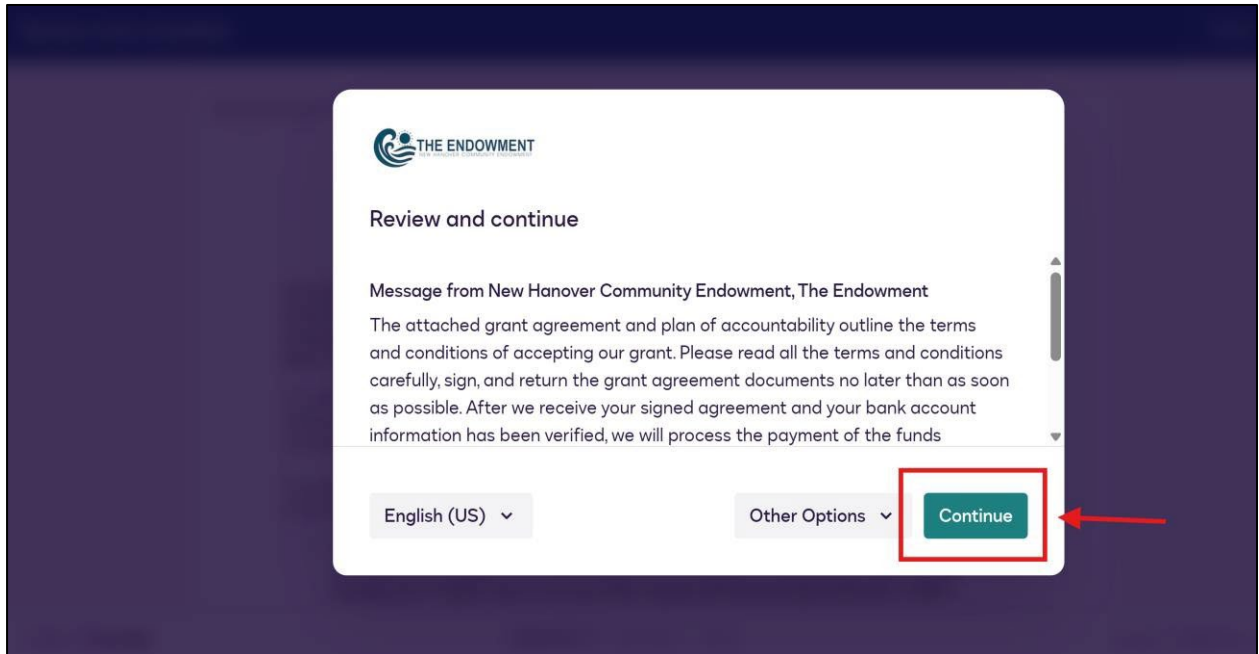 THE ENDOWMENT
NEW HANOVER COMMUNITY ENDOWMENT
Review and continue
Message from New Hanover Community Endowment, The Endowment
The attached grant agreement and plan of accountability outline the terms
and conditions of accepting our grant. Please read all the terms and conditions
carefully, sign, and return the grant agreement documents no later than as soon
as possible. After we receive your signed agreement and your bank account
information has been verified, we will process the payment of the funds
English (US)
Other Options
Continue